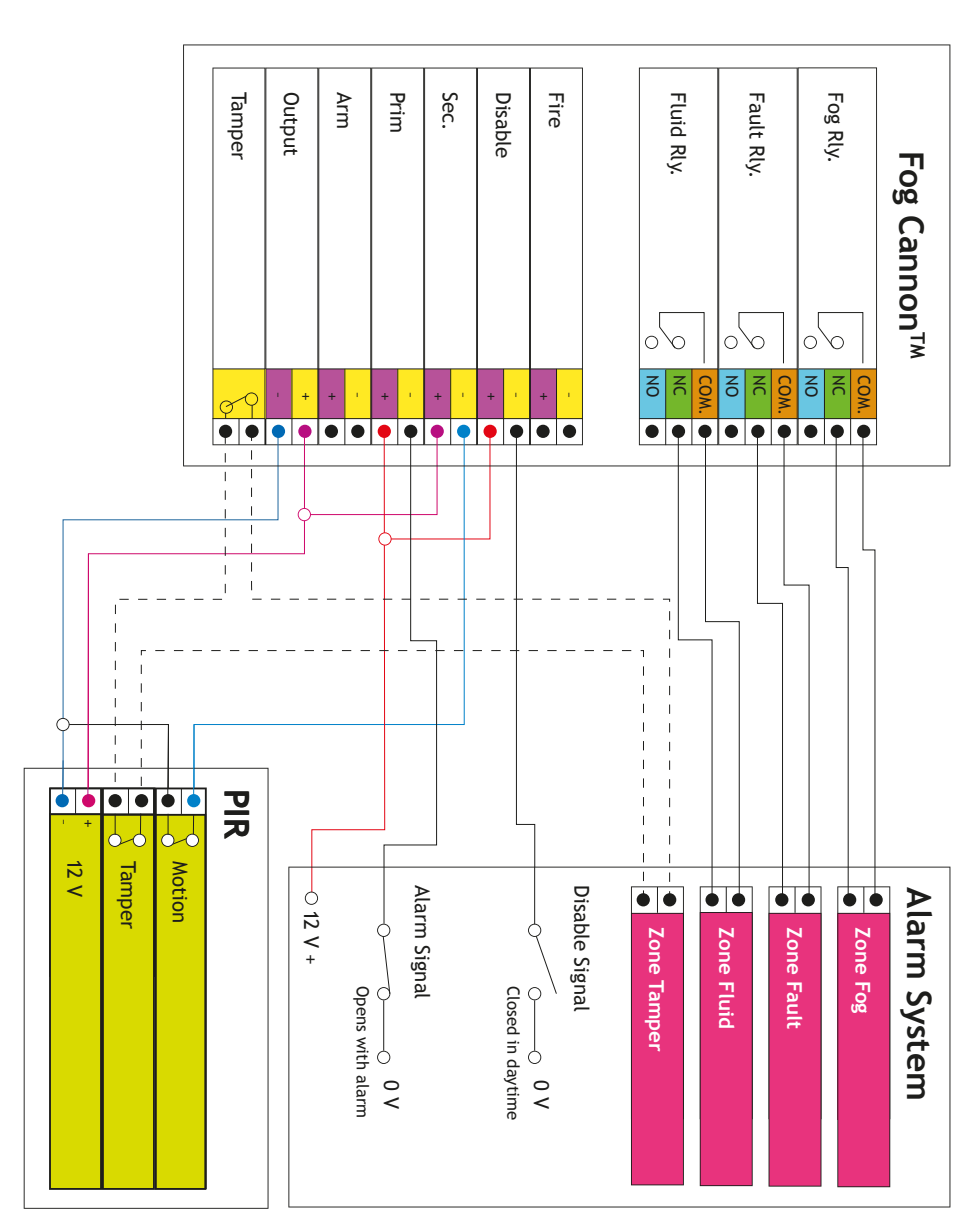 Fog Cannon™
Fog Rly.
COM.
NC
NO
Fault Rly.
COM.
NC
NO
Fluid Rly.
COM.
NC
NO
Fire
-
+
Disable
-
+
Sec.
-
+
Prim
-
+
Arm
-
+
Output
+
-
Tamper
Alarm System
Zone Fog
Zone Fault
Zone Fluid
Zone Tamper
Disable Signal
0 V
Closed in daytime
Alarm Signal
0 V
Opens with alarm
12 V +
PIR
Motion
Tamper
+
-
12 V